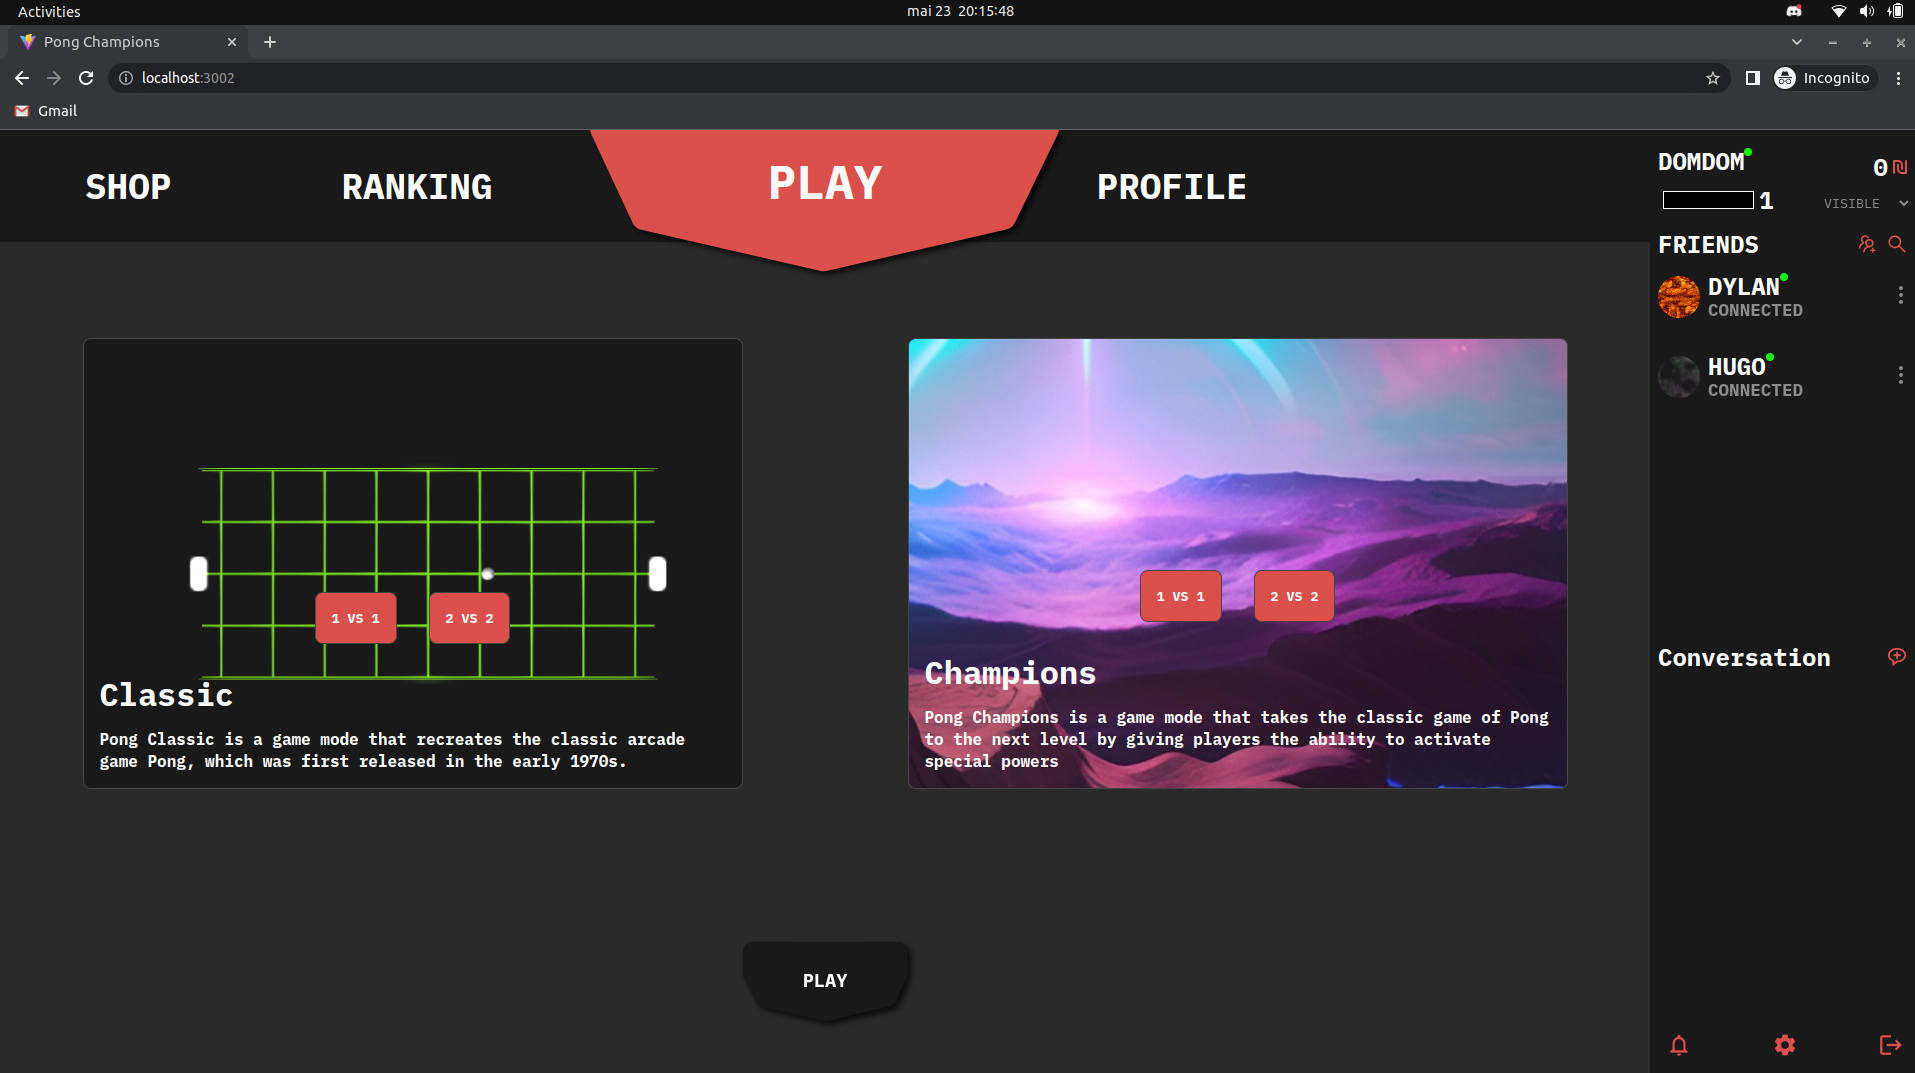 Activities
mai 23 20:15:48
Pong Champions
localhost:3002
Incognito
Gmail
SHOP
RANKING
PLAY
PROFILE
DOMDOM
0
1
VISIBLE
FRIENDS
DYLAN
CONNECTED
HUGO
CONNECTED
1 VS 1
2 VS 2
Classic
Pong Classic is a game mode that recreates the classic arcade
game Pong, which was first released in the early 1970s.
1 VS 1
2 VS 2
Champions
Pong Champions is a game mode that takes the classic game of Pong
to the next level by giving players the ability to activate
special powers
Conversation
PLAY